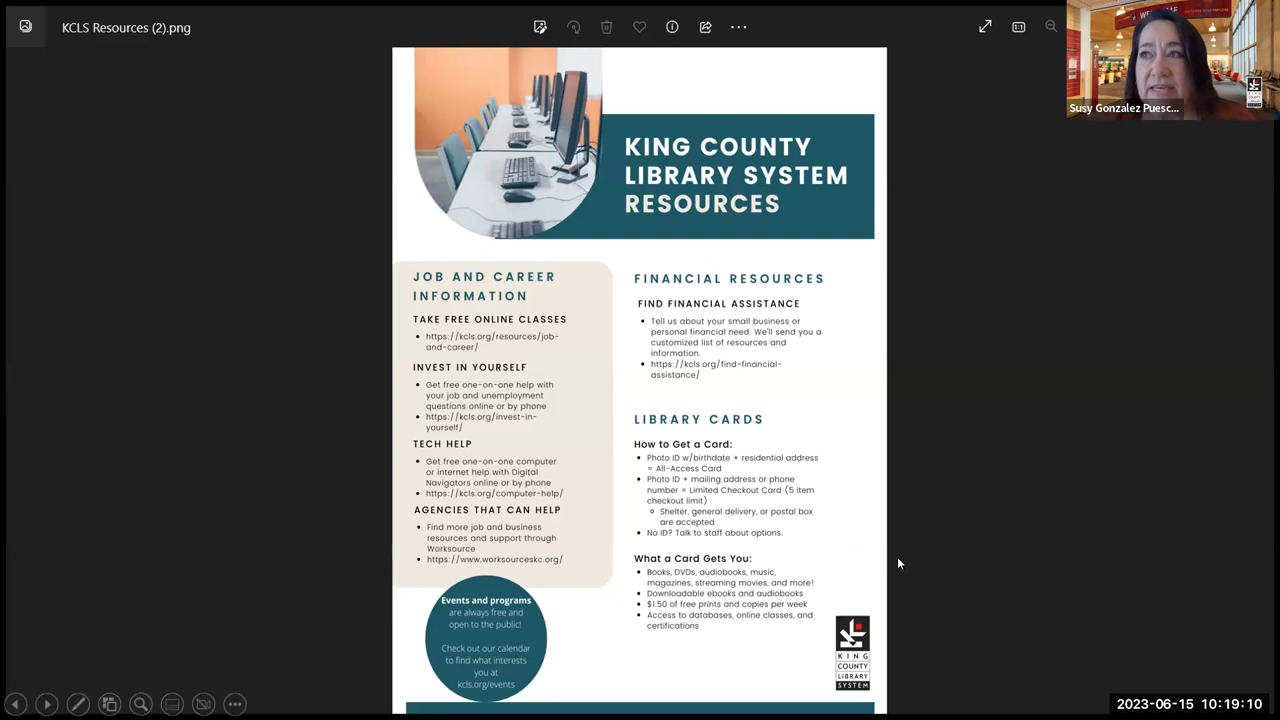 KCLS Resources (2).png
Susy Gonzalez Puesc...
KING COUNTY
LIBRARY SYSTEM
RESOURCES
JOB AND CAREER
INFORMATION
TAKE FREE ONLINE CLASSES
• https://kcls.org/resources/job-
and-career/
INVEST IN YOURSELF
• Get free one-on-one help with
your job and unemployment
questions online or by phone
• https://kcls.org/invest-in-
yourself/
TECH HELP
• Get free one-on-one computer
or internet help with Digital
Navigators online or by phone
• https://kcls.org/computer-help/
AGENCIES THAT CAN HELP
• Find more job and business
resources and support through
Worksource
• https://www.worksourceskc.org/
Events and programs
are always free and
open to the public!
Check out our calendar
to find what interests
you at
kcls.org/events
FINANCIAL RESOURCES
FIND FINANCIAL ASSISTANCE
• Tell us about your small business or
personal financial need. We'll send you a
customized list of resources and
information.
• https://kcls.org/find-financial-
assistance/
LIBRARY CARDS
How to Get a Card:
• Photo ID w/birthdate + residential address
= All-Access Card
• Photo ID + mailing address or phone
number = Limited Checkout Card (5 item
checkout limit)
○ Shelter, general delivery, or postal box
are accepted
• No ID? Talk to staff about options.
What a Card Gets You:
• Books, DVDs, audiobooks, music,
magazines, streaming movies, and more!
• Downloadable ebooks and audiobooks
• $1.50 of free prints and copies per week
• Access to databases, online classes, and
certifications
KING
COUNTY
LIBRARY
SYSTEM
2023-06-15 10:19:10